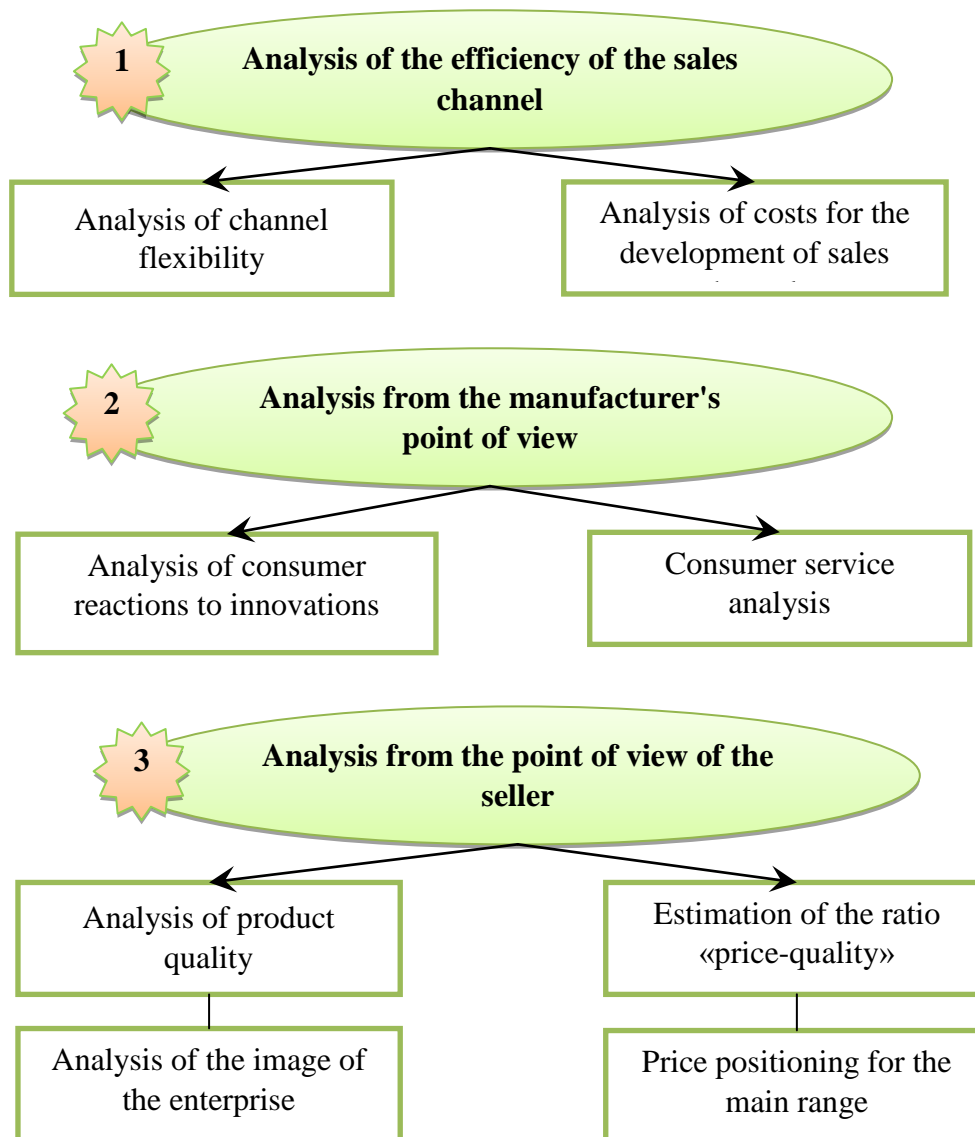 1
Analysis of the efficiency of the sales
channel
Analysis of channel
flexibility
Analysis of costs for the
development of sales
2
Analysis from the manufacturer's
point of view
Analysis of consumer
reactions to innovations
Consumer service
analysis
3
Analysis from the point of view of the
seller
Analysis of product
quality
Estimation of the ratio
«price-quality»
Analysis of the image of
the enterprise
Price positioning for the
main range